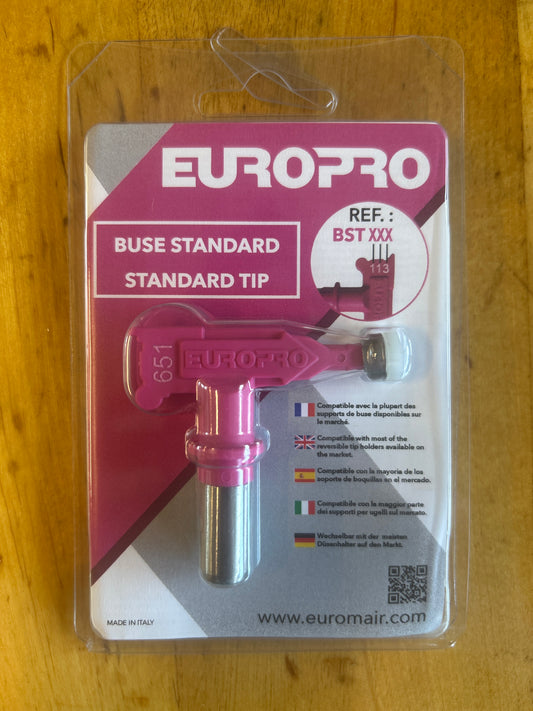 EUROPRO
REF. :
BST XXX
113
BUSE STANDARD
STANDARD TIP
651
EUROPRO
Compatible avec la plupart des
supports de buse disponibles sur
le marché.
Compatible with most of the
reversible tip holders available on
the market.
Compatible con la mayoria de los
soporte de boquillas en el mercado.
Compatibile con la maggior parte
dei supporti per ugelli sul marcato.
Wechselbar mit der meisten
Düsenhalter auf den Markt.
MADE IN ITALY
www.euromair.com